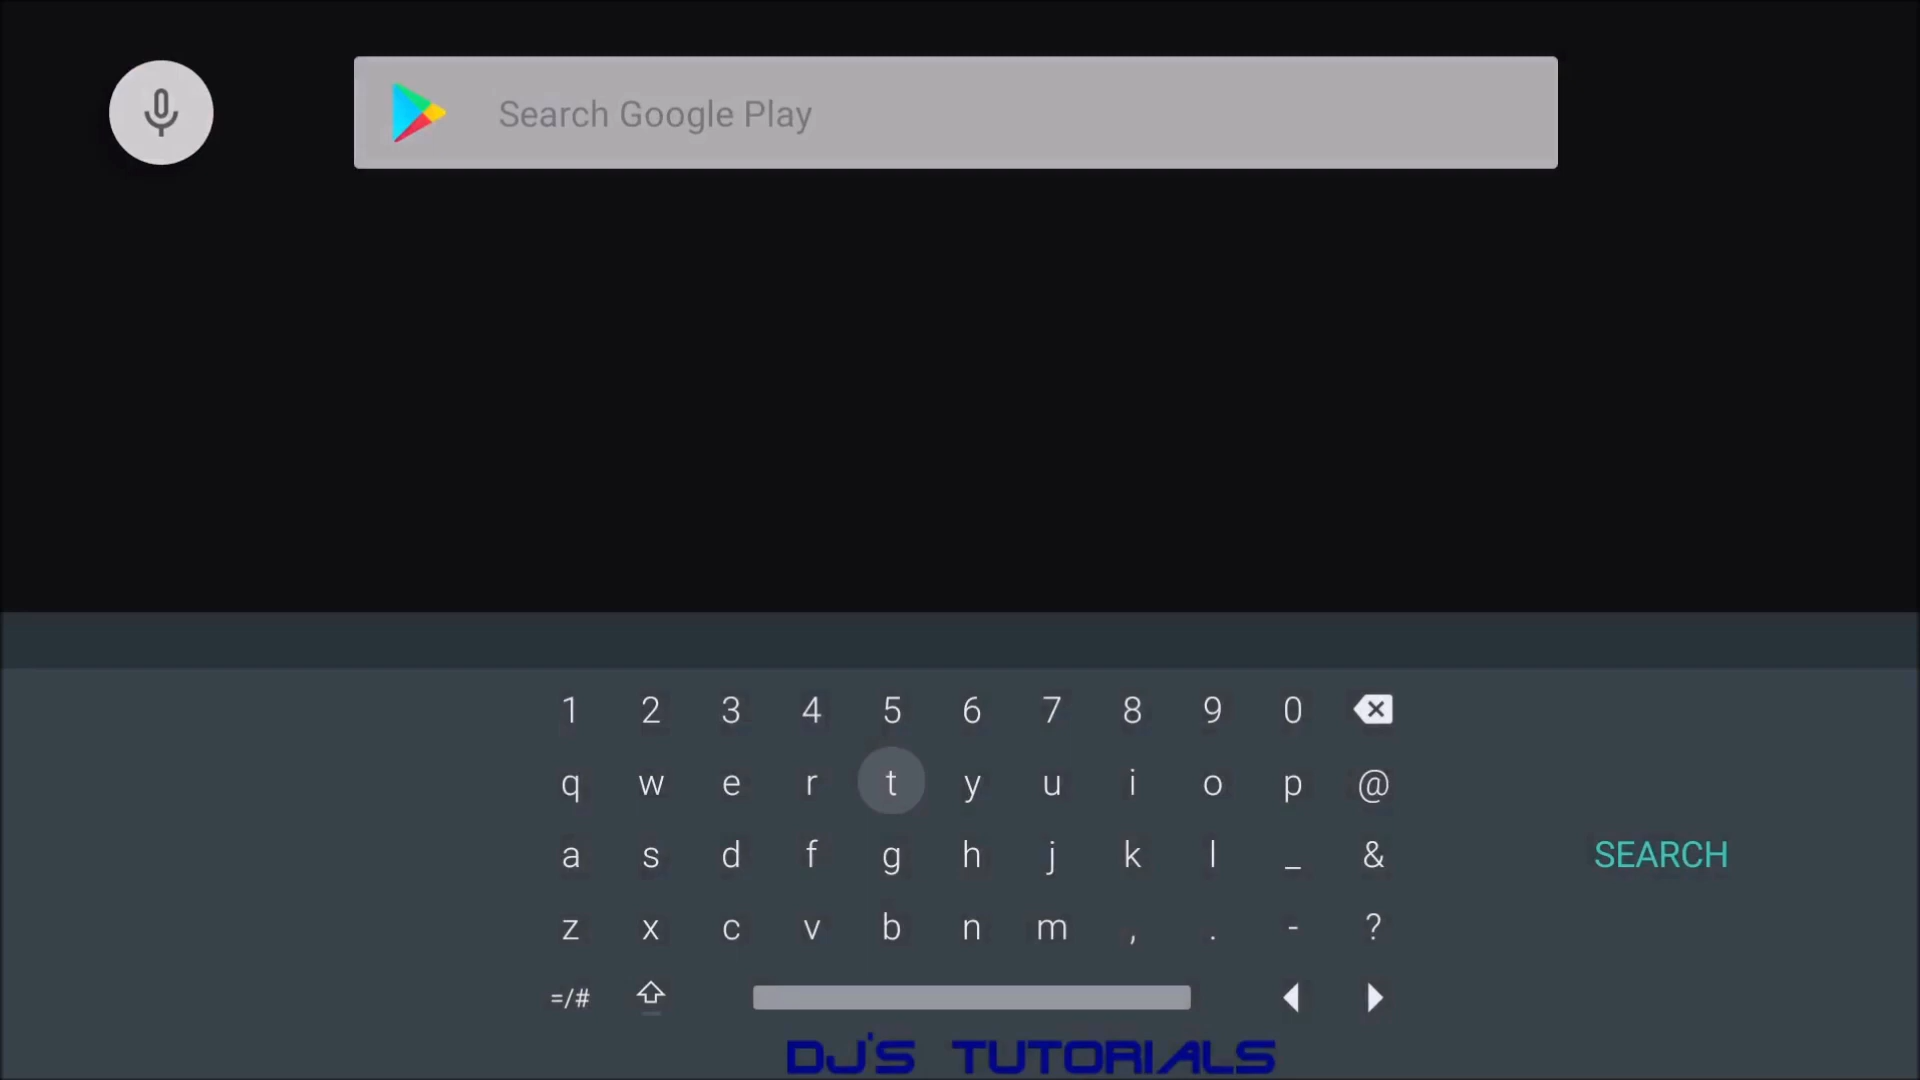 Search Google Play
1 2 3 4 5 6 7 8 9 0
q w e r t y u i o p @
a s d f g h j k l _ &
SEARCH
z x c v b n m , . - ?
=/#
DJ'S TUTORIALS